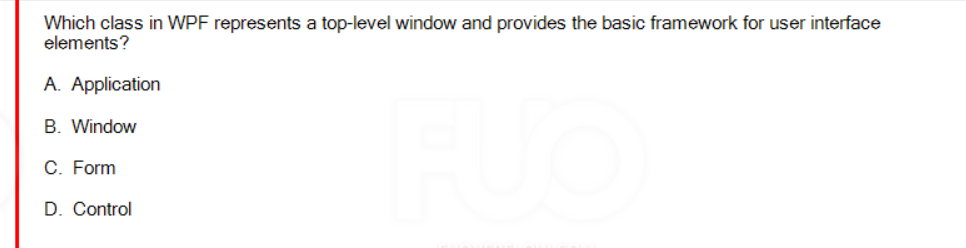 Which class in WPF represents a top-level window and provides the basic framework for user interface
elements?
A. Application
B. Window
C. Form
D. Control
FUO